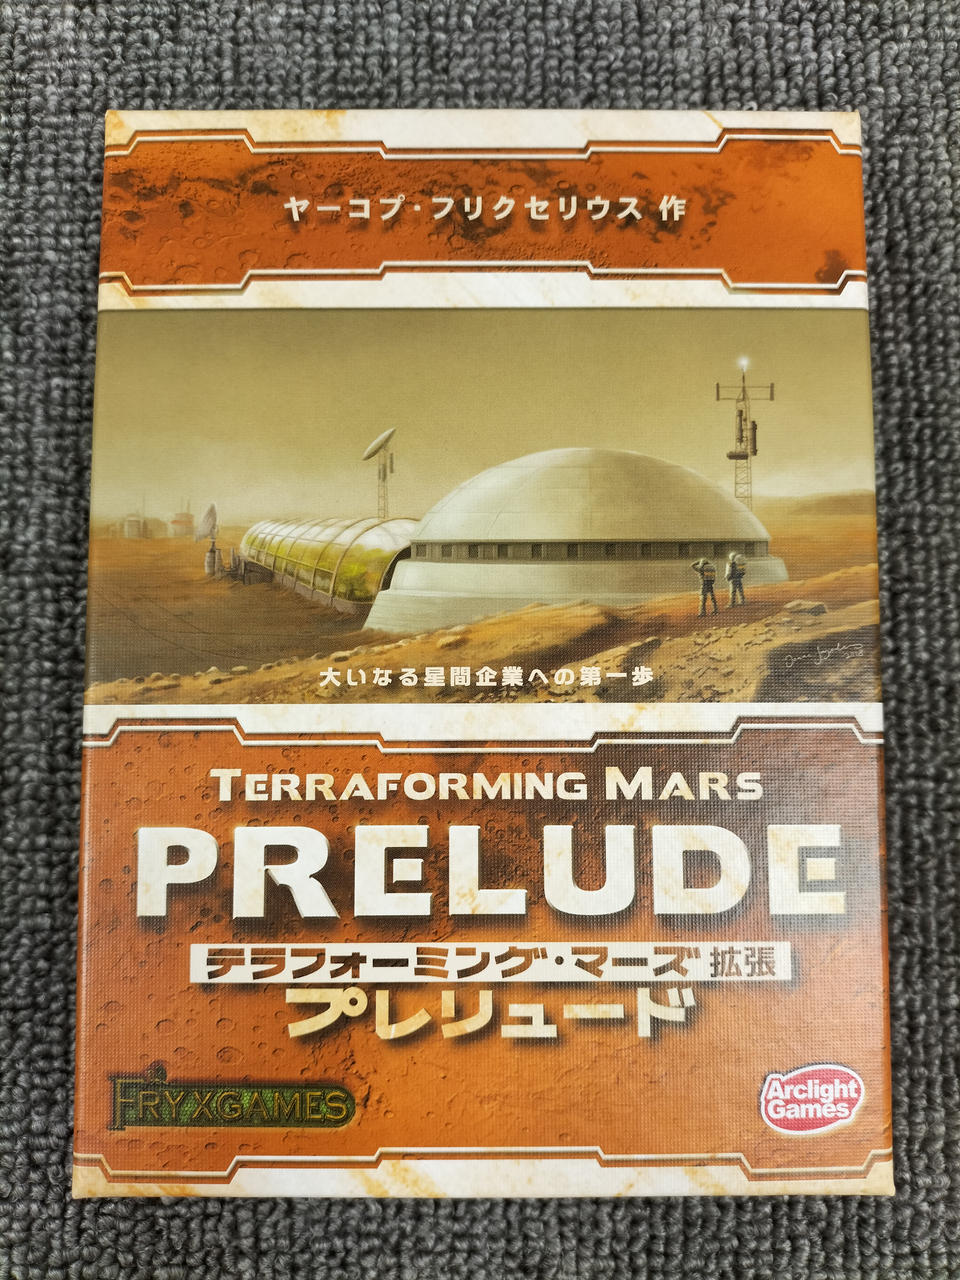 ヤーコプ・フリクセリウス 作
大いなる星間企業への第一歩
TERRAFORMING MARS
PRELUDE
テラフォーミング・マーズ 拡張
プレリュード
FRYXGAMES
Arclight
Games